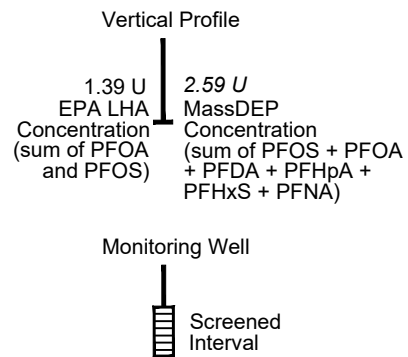 Vertical Profile
1.39 U
EPA LHA
Concentration
(sum of PFOA
and PFOS)
2.59 U
MassDEP
Concentration
(sum of PFOS + PFOA
+ PFDA + PFHpA +
PFHxS + PFNA)
Monitoring Well
Screened
Interval